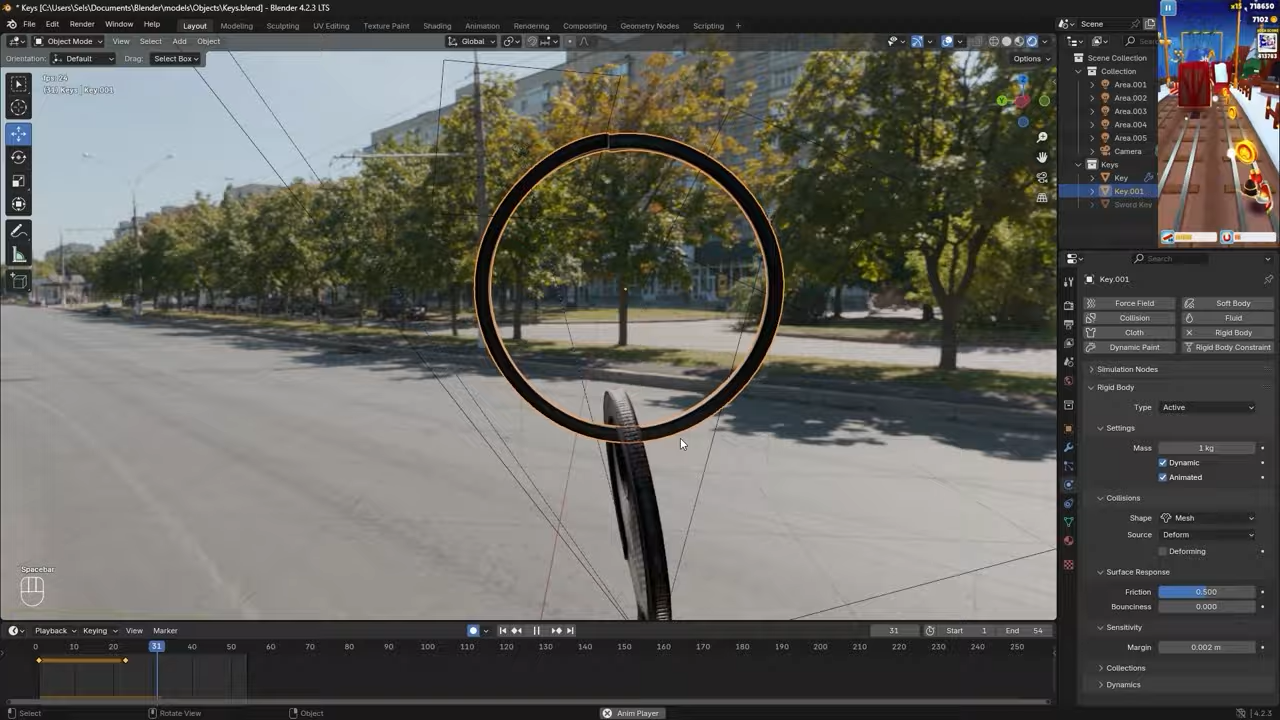 * Keys [C:\Users\Sels\Documents\Blender\models\Objects\Keys.blend] - Blender 4.2.3 LTS
File Edit Render Window Help Layout Modeling Sculpting UV Editing Texture Paint Shading Animation Rendering Compositing Geometry Nodes Scripting + Scene
x15 718650
7102
Object Mode View Select Add Object Global
Orientation: Default Drag: Select Box Options
fps: 24
(31) Keys | Key.001
Y
Z
Scene Collection
Collection
Area.001
Area.002
Area.003
Area.004
Area.005
Camera
Keys
Key
Key.001
Sword Key
Search
Key.001
Force Field Soft Body
Collision Fluid
Cloth Rigid Body
Dynamic Paint Rigid Body Constraint
Simulation Nodes
Rigid Body
Type Active
Settings
Mass 1 kg
Dynamic
Animated
Collisions
Shape Mesh
Source Deform
Deforming
Surface Response
Friction 0.500
Bounciness 0.000
Sensitivity
Margin 0.002 m
Collections
Dynamics
Spacebar
Playback Keying View Marker 31 Start 1 End 54
0 10 20 31 40 50 60 70 80 90 100 110 120 130 140 150 160 170 180 190 200 210 220 230 240 250
Select Rotate View Object Anim Player 4.2.3